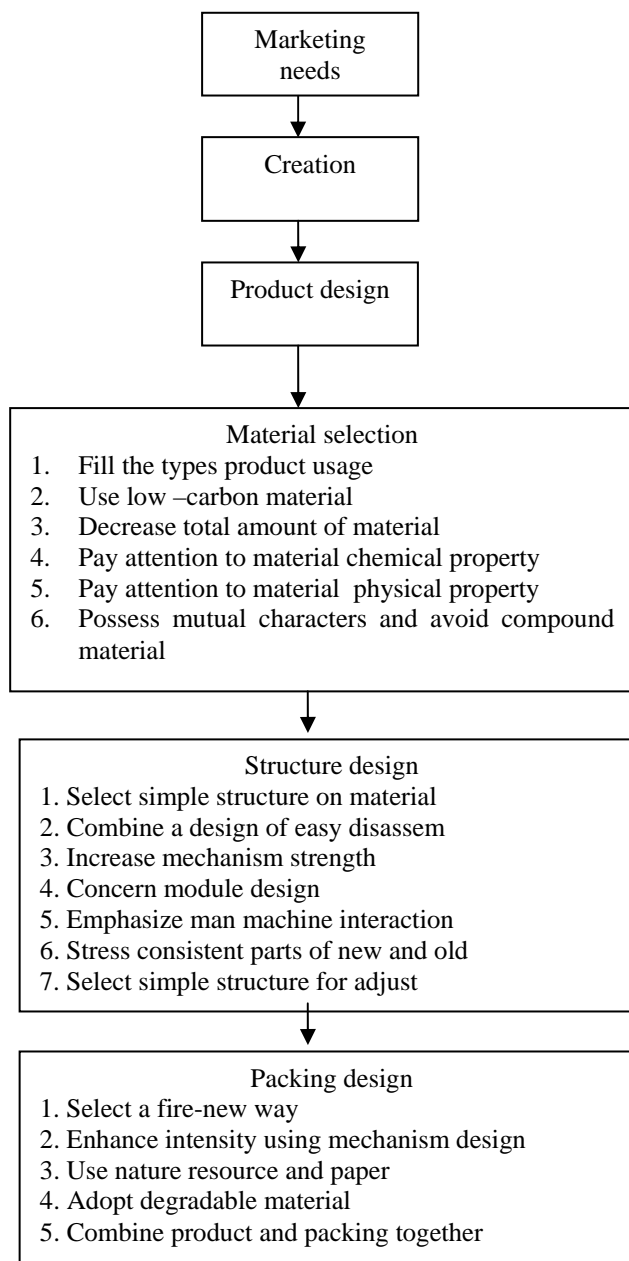 Marketing
needs
Creation
Product design
Material selection
1. Fill the types product usage
2. Use low –carbon material
3. Decrease total amount of material
4. Pay attention to material chemical property
5. Pay attention to material physical property
6. Possess mutual characters and avoid compound
material
Structure design
1. Select simple structure on material
2. Combine a design of easy disassem
3. Increase mechanism strength
4. Concern module design
5. Emphasize man machine interaction
6. Stress consistent parts of new and old
7. Select simple structure for adjust
Packing design
1. Select a fire-new way
2. Enhance intensity using mechanism design
3. Use nature resource and paper
4. Adopt degradable material
5. Combine product and packing together